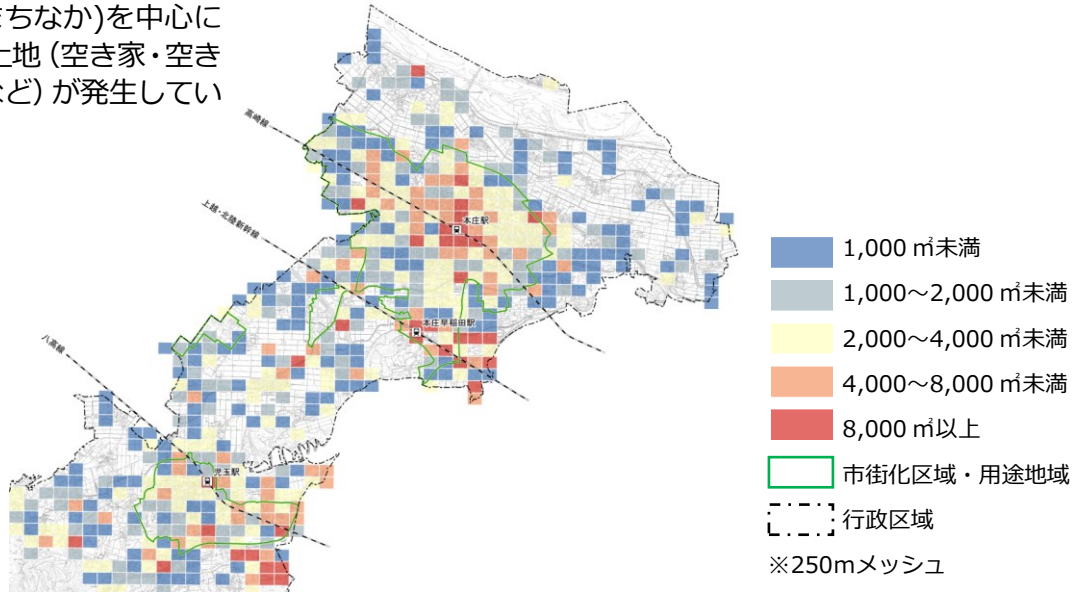 ちなか)を中心に
土地 (空き家・空き
など) が発生してい
高崎線
上越・北陸新幹線
八高線
本庄駅
本庄早稲田駅
児玉駅
1,000 ㎡未満
1,000～2,000 ㎡未満
2,000～4,000 ㎡未満
4,000～8,000 ㎡未満
8,000 ㎡以上
市街化区域・用途地域
行政区域
※250mメッシュ